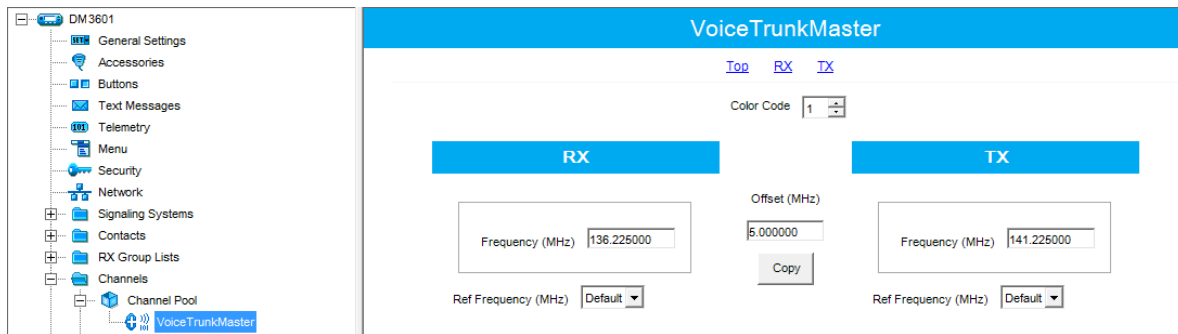 DM3601
General Settings
Accessories
Buttons
Text Messages
Telemetry
Menu
Security
Network
Signaling Systems
Contacts
RX Group Lists
Channels
Channel Pool
VoiceTrunkMaster
VoiceTrunkMaster
Top RX TX
Color Code 1
RX
TX
Offset (MHz)
Frequency (MHz) 136.225000
5.000000
Frequency (MHz) 141.225000
Copy
Ref Frequency (MHz) Default
Ref Frequency (MHz) Default